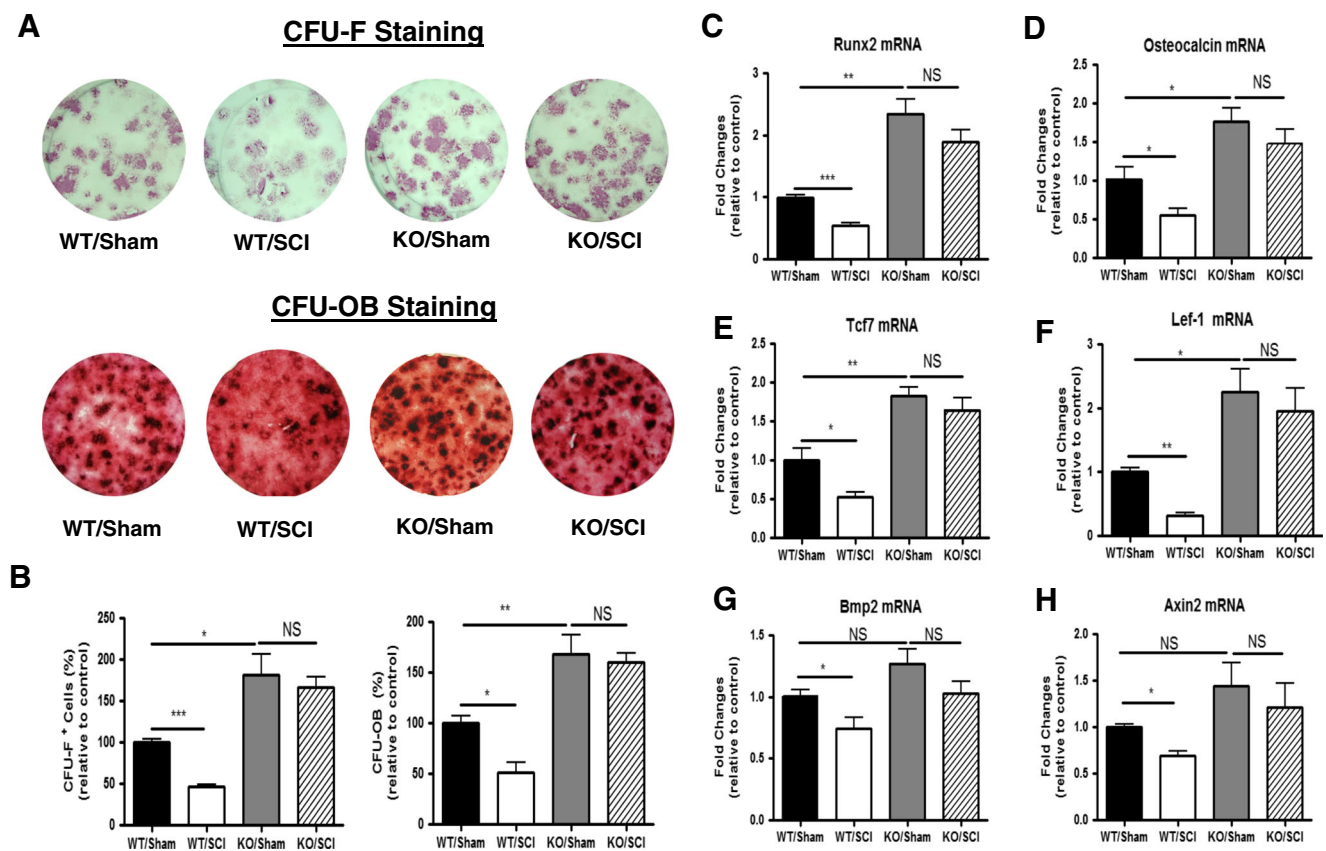 A
CFU-F Staining
WT/Sham WT/SCI KO/Sham KO/SCI
CFU-OB Staining
WT/Sham WT/SCI KO/Sham KO/SCI
B
CFU-F + Cells (%)
(relative to control)
250
200
150
100
50
0
***
*
NS
WT/Sham WT/SCI KO/Sham KO/SCI
CFU-OB (%)
(relative to control)
200
150
100
50
0
*
**
NS
WT/Sham WT/SCI KO/Sham KO/SCI
C
Runx2 mRNA
Fold Changes
(relative to control)
3
2
1
0
***
**
NS
WT/Sham WT/SCI KO/Sham KO/SCI
D
Osteocalcin mRNA
Fold Changes
(relative to control)
2.5
2.0
1.5
1.0
0.5
0.0
*
*
NS
WT/Sham WT/SCI KO/Sham KO/SCI
E
Tcf7 mRNA
Fold Changes
(relative to control)
2.5
2.0
1.5
1.0
0.5
0.0
*
**
NS
WT/Sham WT/SCI KO/Sham KO/SCI
F
Lef-1 mRNA
Fold Changes
(relative to control)
3
2
1
0
**
*
NS
WT/Sham WT/SCI KO/Sham KO/SCI
G
Bmp2 mRNA
Fold Changes
(relative to control)
1.5
1.0
0.5
0.0
*
NS
NS
WT/Sham WT/SCI KO/Sham KO/SCI
H
Axin2 mRNA
Fold Changes
(relative to control)
2.0
1.5
1.0
0.5
0.0
*
NS
NS
WT/Sham WT/SCI KO/Sham KO/SCI